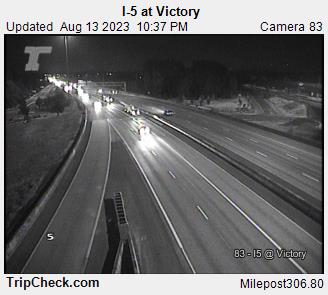 I-5 at Victory
Updated Aug 13 2023 10:37 PM Camera 83
T
S
83 - I5 @ Victory
TripCheck.com Milepost306.80